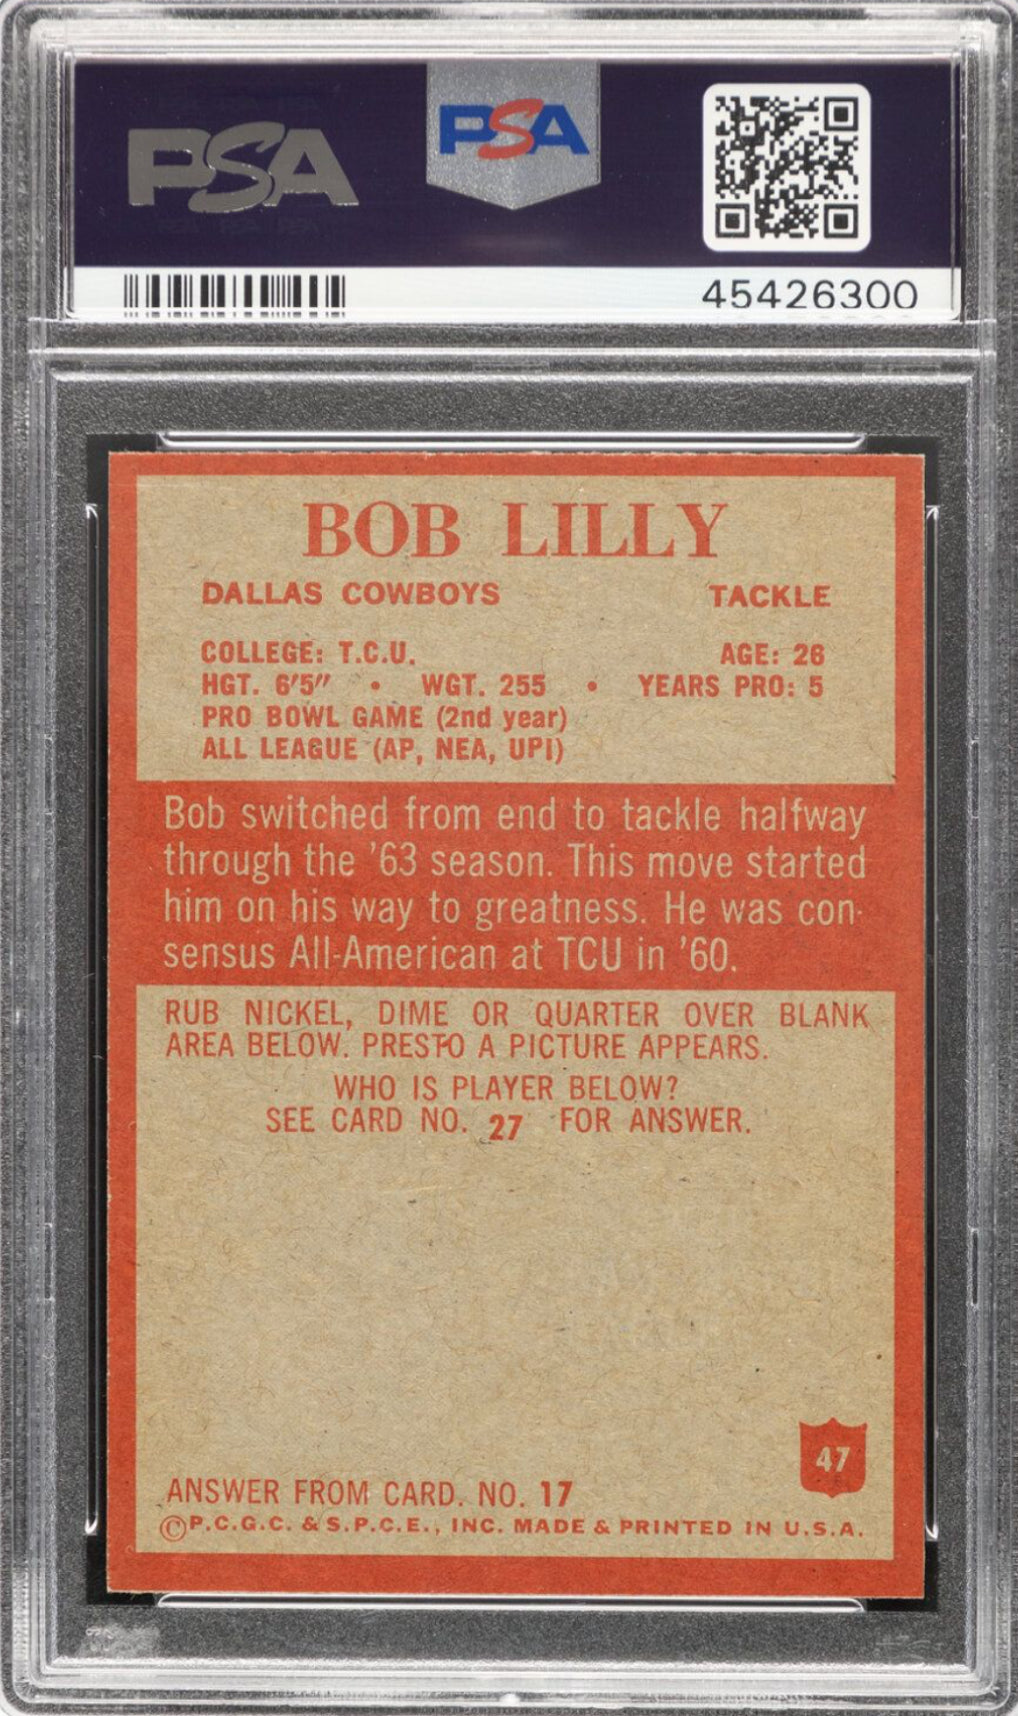 PSA
PSA
45426300
BOB LILLY
DALLAS COWBOYS TACKLE
COLLEGE: T.C.U. AGE: 26
HGT. 6'5" • WGT. 255 • YEARS PRO: 5
PRO BOWL GAME (2nd year)
ALL LEAGUE (AP, NEA, UPI)
Bob switched from end to tackle halfway
through the '63 season. This move started
him on his way to greatness. He was con-
sensus All-American at TCU in '60.
RUB NICKEL, DIME OR QUARTER OVER BLANK
AREA BELOW. PRESTO A PICTURE APPEARS.
WHO IS PLAYER BELOW?
SEE CARD NO. 27 FOR ANSWER.
47
ANSWER FROM CARD. NO. 17
©P.C.G.C. & S.P.C.E., INC. MADE & PRINTED IN U.S.A.